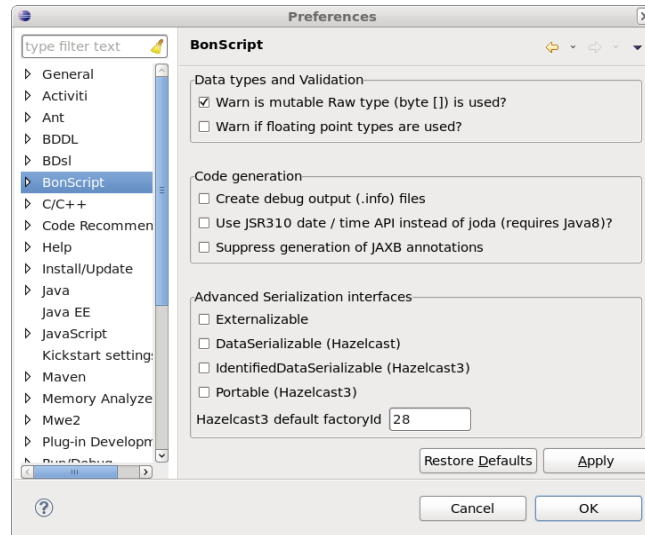 Preferences
type filter text
General
Activiti
Ant
BDDL
BDsl
BonScript
C/C++
Code Recommen
Help
Install/Update
Java
Java EE
JavaScript
Kickstart setting
Maven
Memory Analyze
Mwe2
Plug-in Developm
Run/Debug
BonScript
Data types and Validation
Warn is mutable Raw type (byte []) is used?
Warn if floating point types are used?
Code generation
Create debug output (.info) files
Use JSR310 date / time API instead of joda (requires Java8)?
Suppress generation of JAXB annotations
Advanced Serialization interfaces
Externalizable
DataSerializable (Hazelcast)
IdentifiedDataSerializable (Hazelcast3)
Portable (Hazelcast3)
Hazelcast3 default factoryId 28
Restore Defaults Apply
Cancel OK